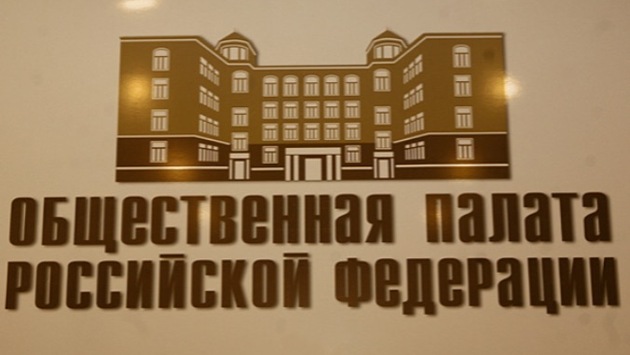 ОБЩЕСТВЕННАЯ ПАЛАТА
РОССИЙСКОЙ ФЕДЕРАЦИИ